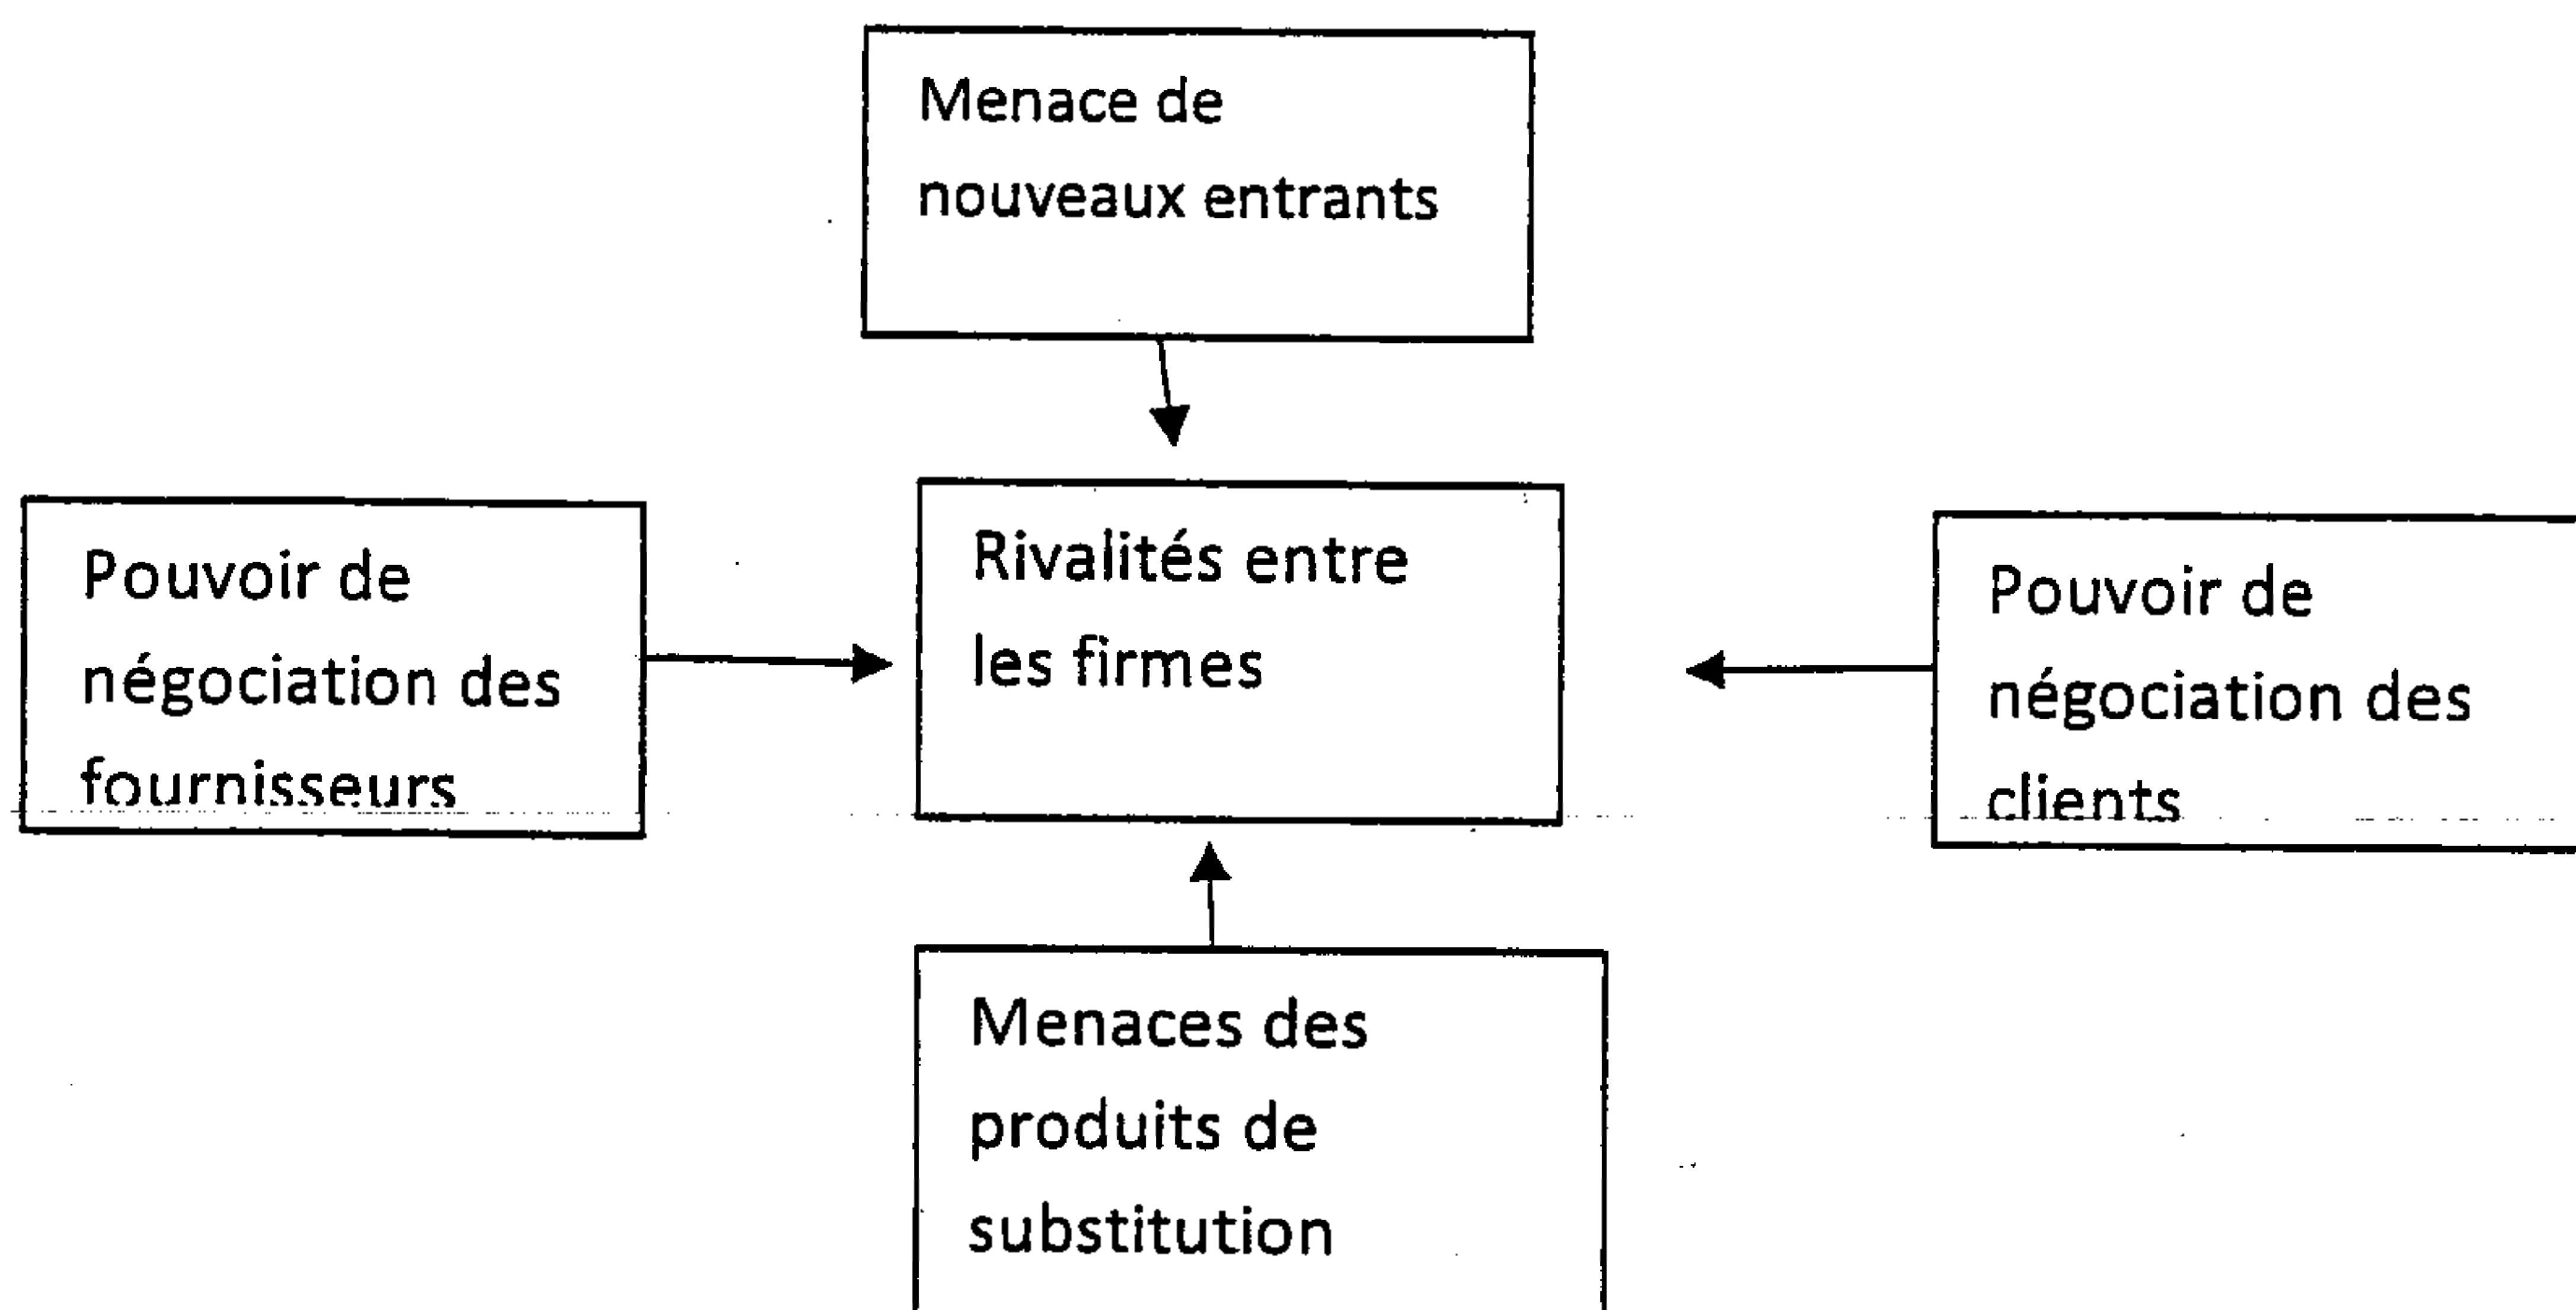 Menace de
nouveaux entrants
Pouvoir de
négociation des
fournisseurs
Rivalités entre
les firmes
Pouvoir de
négociation des
clients
Menaces des
produits de
substitution